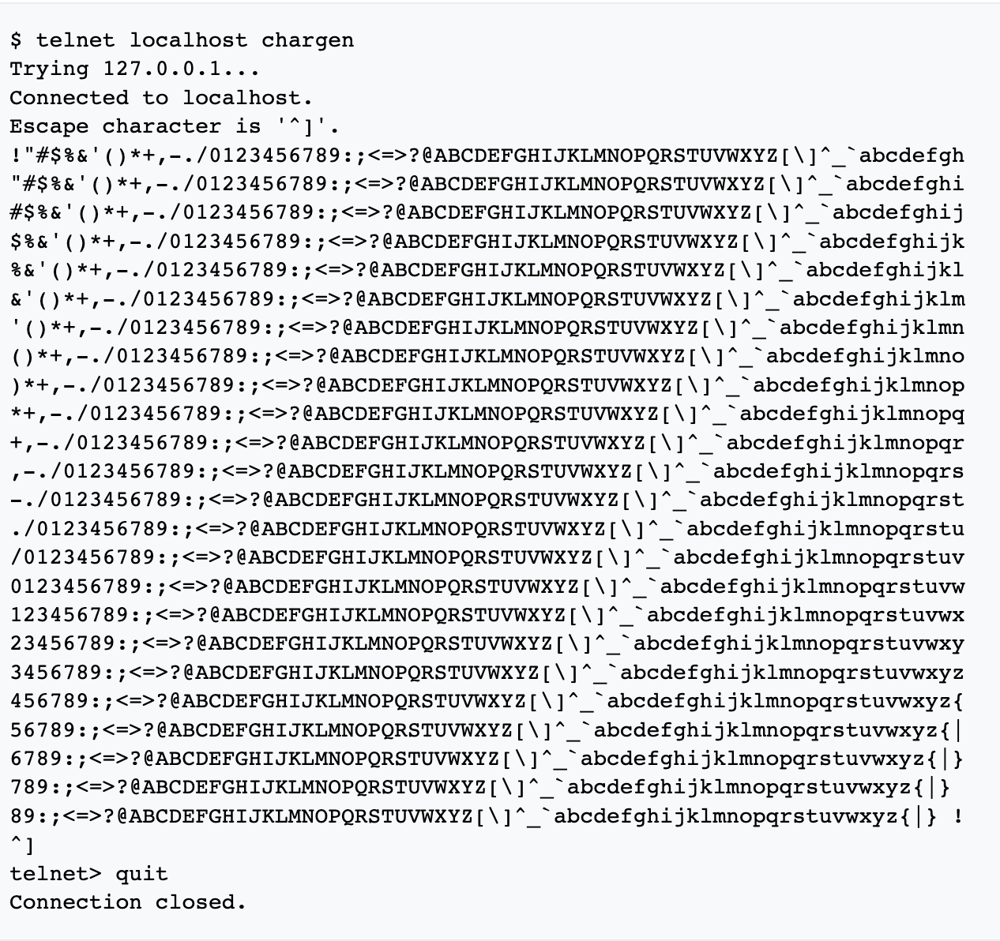 $ telnet localhost chargen
Trying 127.0.0.1...
Connected to localhost.
Escape character is '^]'.
!"#$%&'()*+,-./0123456789:;<=>?@ABCDEFGHIJKLMNOPQRSTUVWXYZ[\]^_`abcdefgh
"#$%&'()*+,-./0123456789:;<=>?@ABCDEFGHIJKLMNOPQRSTUVWXYZ[\]^_`abcdefghi
#$%&'()*+,-./0123456789:;<=>?@ABCDEFGHIJKLMNOPQRSTUVWXYZ[\]^_`abcdefghij
$%&'()*+,-./0123456789:;<=>?@ABCDEFGHIJKLMNOPQRSTUVWXYZ[\]^_`abcdefghijk
%&'()*+,-./0123456789:;<=>?@ABCDEFGHIJKLMNOPQRSTUVWXYZ[\]^_`abcdefghijkl
&'()*+,-./0123456789:;<=>?@ABCDEFGHIJKLMNOPQRSTUVWXYZ[\]^_`abcdefghijklm
'()*+,-./0123456789:;<=>?@ABCDEFGHIJKLMNOPQRSTUVWXYZ[\]^_`abcdefghijklmn
()*+,-./0123456789:;<=>?@ABCDEFGHIJKLMNOPQRSTUVWXYZ[\]^_`abcdefghijklmno
)*+,-./0123456789:;<=>?@ABCDEFGHIJKLMNOPQRSTUVWXYZ[\]^_`abcdefghijklmnop
*+,-./0123456789:;<=>?@ABCDEFGHIJKLMNOPQRSTUVWXYZ[\]^_`abcdefghijklmnopq
+,-./0123456789:;<=>?@ABCDEFGHIJKLMNOPQRSTUVWXYZ[\]^_`abcdefghijklmnopqr
,-./0123456789:;<=>?@ABCDEFGHIJKLMNOPQRSTUVWXYZ[\]^_`abcdefghijklmnopqrs
-./0123456789:;<=>?@ABCDEFGHIJKLMNOPQRSTUVWXYZ[\]^_`abcdefghijklmnopqrst
./0123456789:;<=>?@ABCDEFGHIJKLMNOPQRSTUVWXYZ[\]^_`abcdefghijklmnopqrstu
/0123456789:;<=>?@ABCDEFGHIJKLMNOPQRSTUVWXYZ[\]^_`abcdefghijklmnopqrstuv
0123456789:;<=>?@ABCDEFGHIJKLMNOPQRSTUVWXYZ[\]^_`abcdefghijklmnopqrstuvw
123456789:;<=>?@ABCDEFGHIJKLMNOPQRSTUVWXYZ[\]^_`abcdefghijklmnopqrstuvwx
23456789:;<=>?@ABCDEFGHIJKLMNOPQRSTUVWXYZ[\]^_`abcdefghijklmnopqrstuvwxy
3456789:;<=>?@ABCDEFGHIJKLMNOPQRSTUVWXYZ[\]^_`abcdefghijklmnopqrstuvwxyz
456789:;<=>?@ABCDEFGHIJKLMNOPQRSTUVWXYZ[\]^_`abcdefghijklmnopqrstuvwxyz{
56789:;<=>?@ABCDEFGHIJKLMNOPQRSTUVWXYZ[\]^_`abcdefghijklmnopqrstuvwxyz{|
6789:;<=>?@ABCDEFGHIJKLMNOPQRSTUVWXYZ[\]^_`abcdefghijklmnopqrstuvwxyz{|}
789:;<=>?@ABCDEFGHIJKLMNOPQRSTUVWXYZ[\]^_`abcdefghijklmnopqrstuvwxyz{|}
89:;<=>?@ABCDEFGHIJKLMNOPQRSTUVWXYZ[\]^_`abcdefghijklmnopqrstuvwxyz{|} !
^]
telnet> quit
Connection closed.